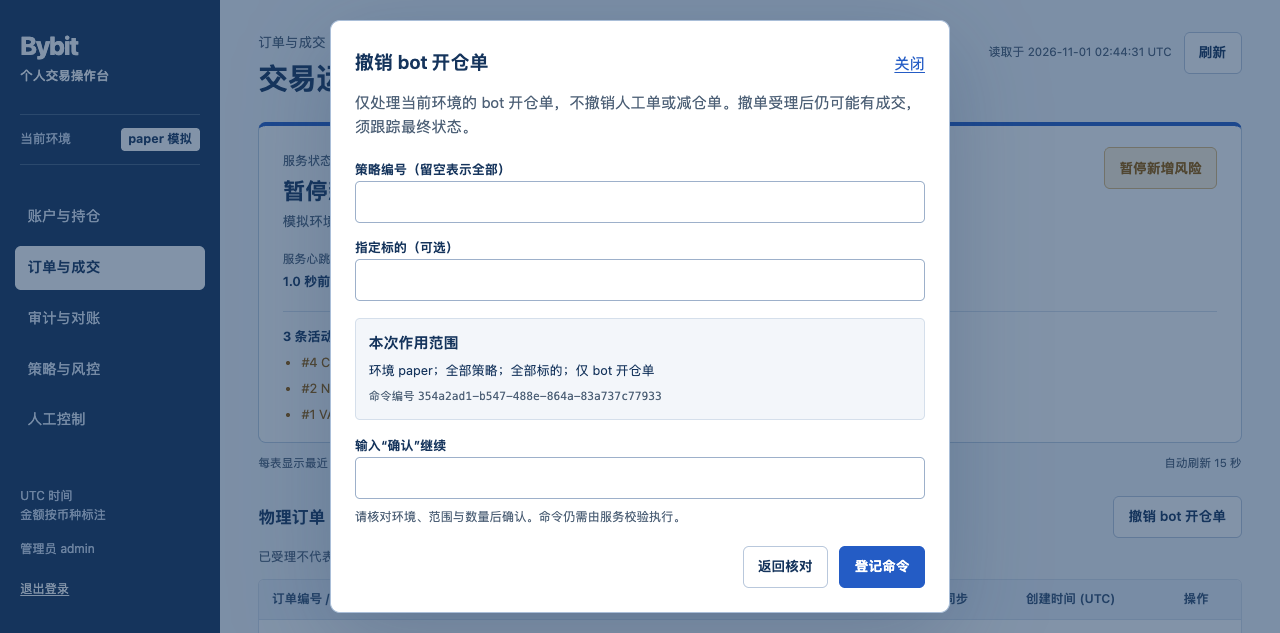 Bybit
个人交易操作台
当前环境
paper 模拟
账户与持仓
订单与成交
审计与对账
策略与风控
人工控制
UTC 时间
金额按币种标注
管理员 admin
退出登录
订单与成交
读取于 2026-11-01 02:44:31 UTC
刷新
服务状态
暂停新增风险
模拟环境
服务心跳
1.0 秒前
3 条活动
#4 C
#2 N
#1 VA
每表显示最近
自动刷新 15 秒
物理订单
撤销 bot 开仓单
已受理不代表
订单编号 /
同步
创建时间 (UTC)
操作
撤销 bot 开仓单
关闭
仅处理当前环境的 bot 开仓单，不撤销人工单或减仓单。撤单受理后仍可能有成交，
须跟踪最终状态。
策略编号（留空表示全部）
指定标的（可选）
本次作用范围
环境 paper；全部策略；全部标的；仅 bot 开仓单
命令编号 354a2ad1-b547-488e-864a-83a737c77933
输入“确认”继续
请核对环境、范围与数量后确认。命令仍需由服务校验执行。
返回核对
登记命令